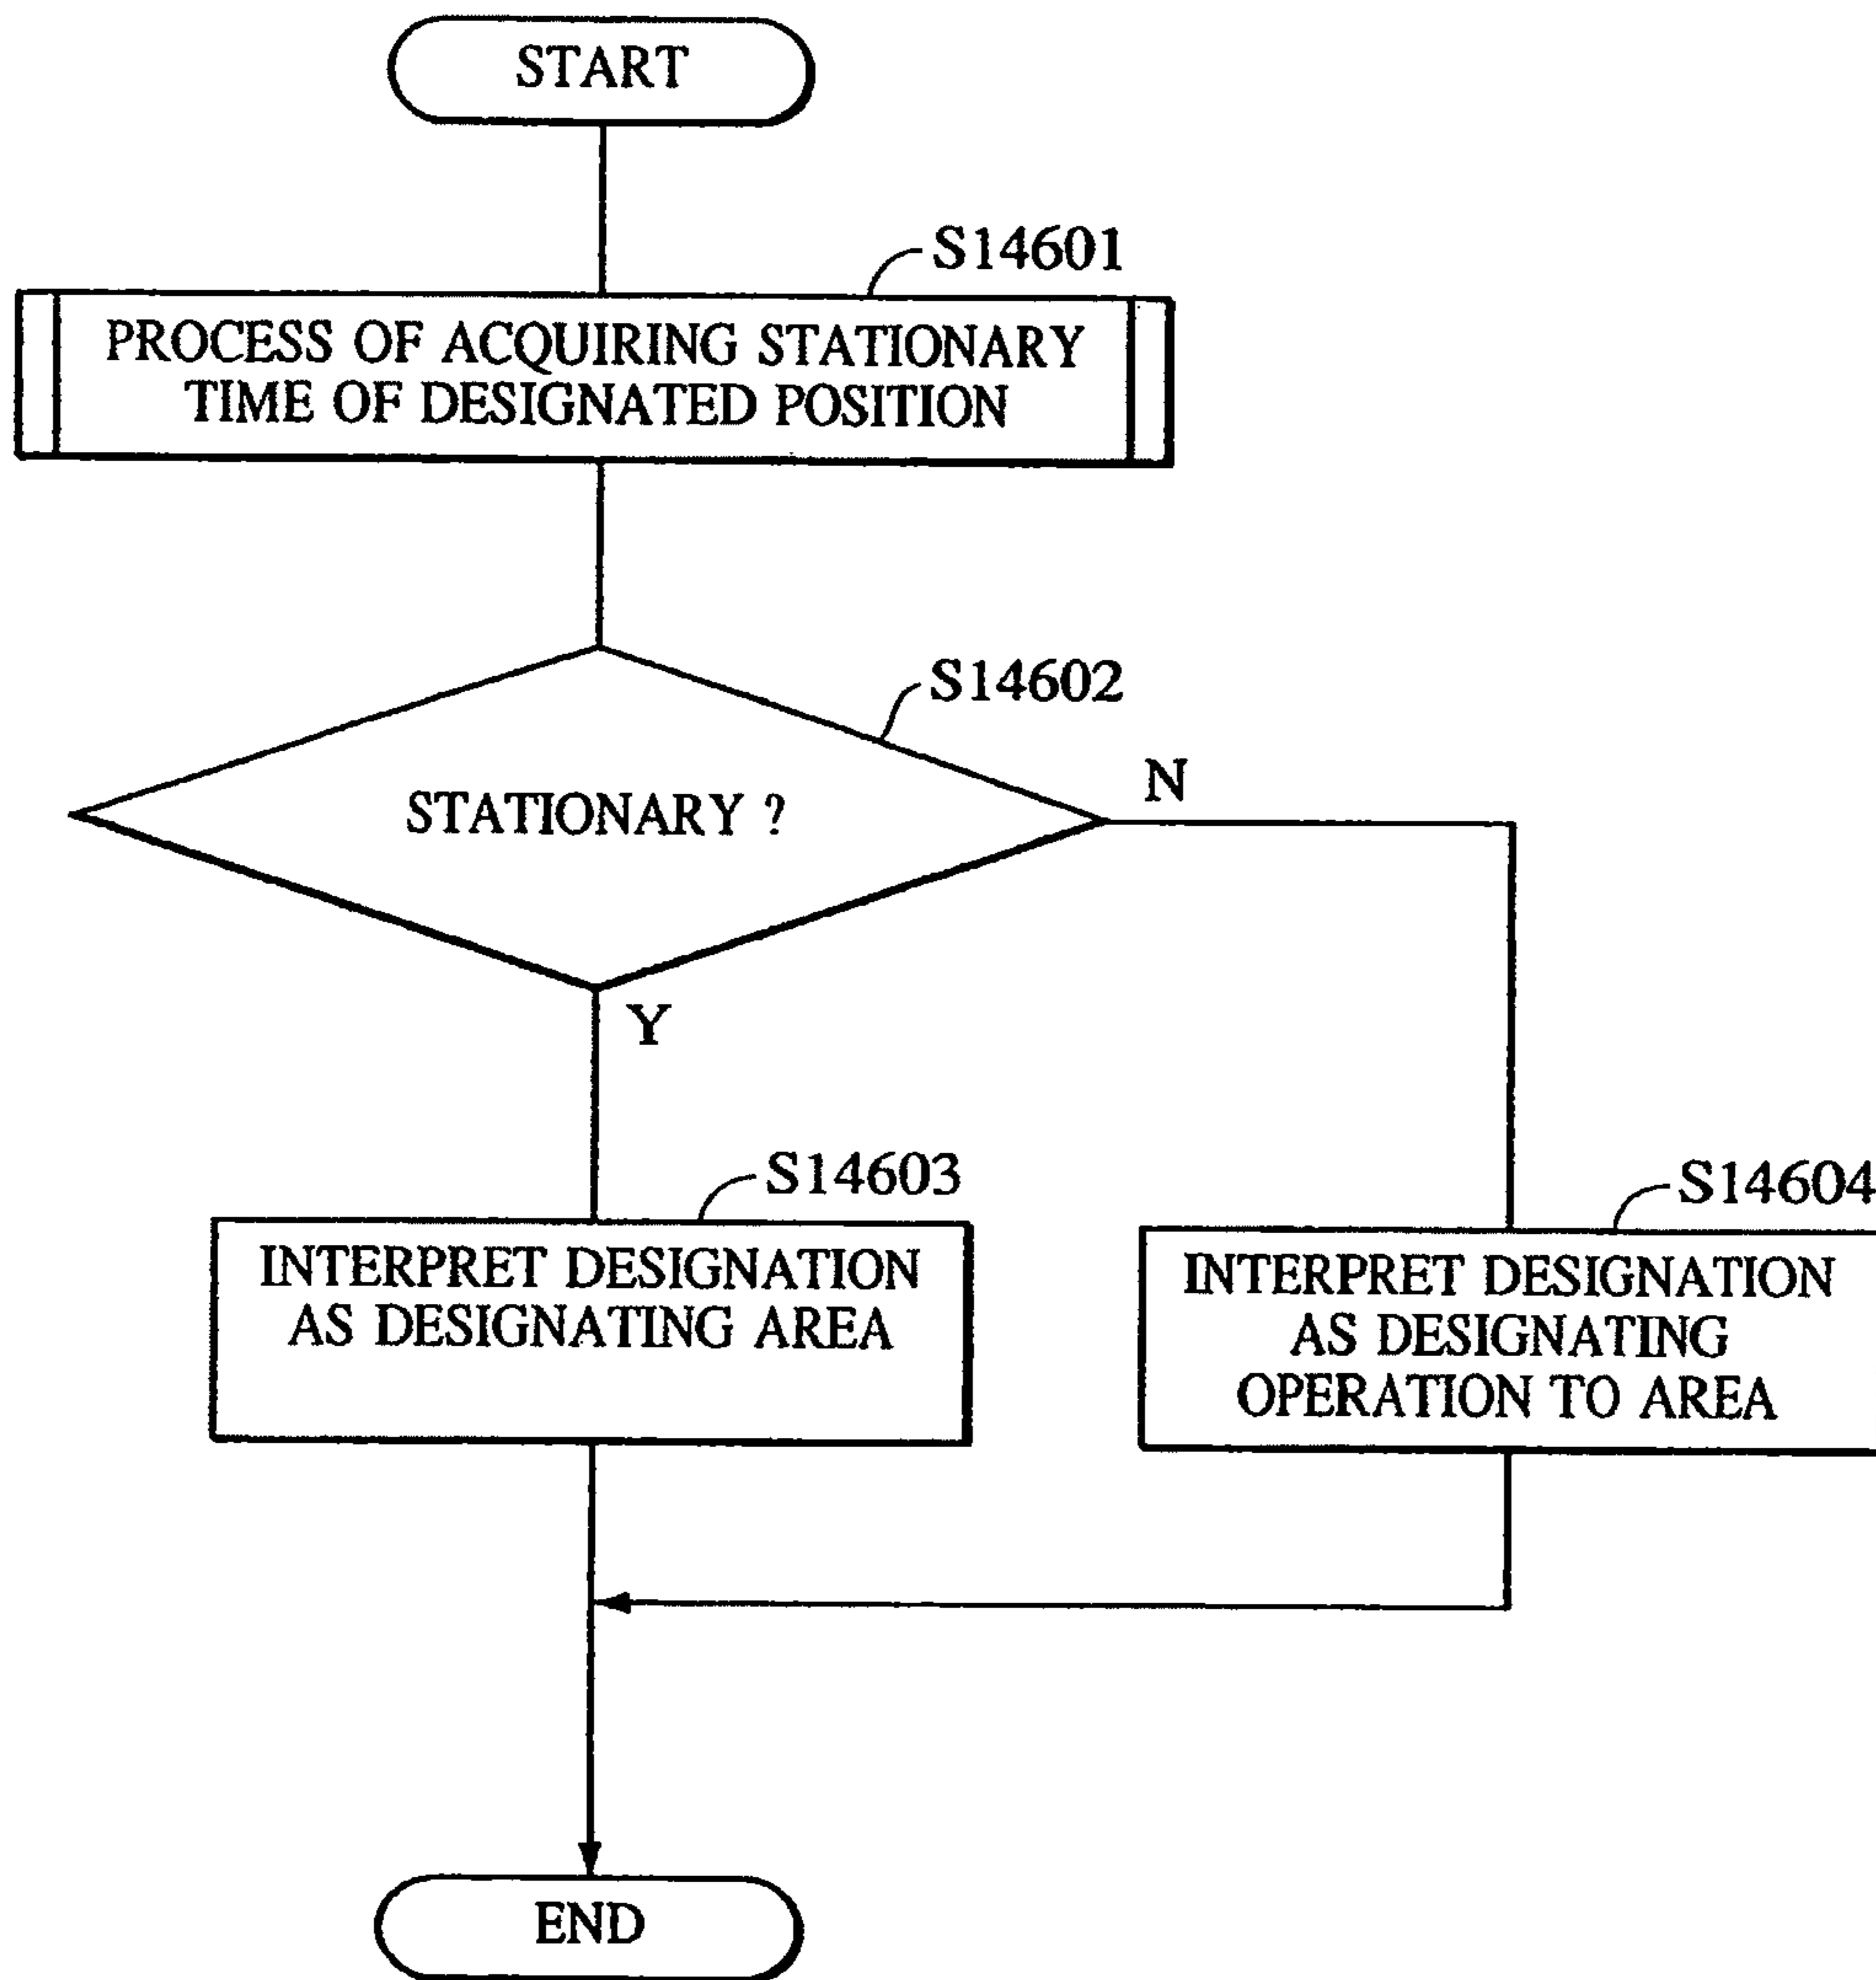 START
S14601
PROCESS OF ACQUIRING STATIONARY
TIME OF DESIGNATED POSITION
S14602
STATIONARY ?
N
Y
S14603
INTERPRET DESIGNATION
AS DESIGNATING AREA
S14604
INTERPRET DESIGNATION
AS DESIGNATING
OPERATION TO AREA
END